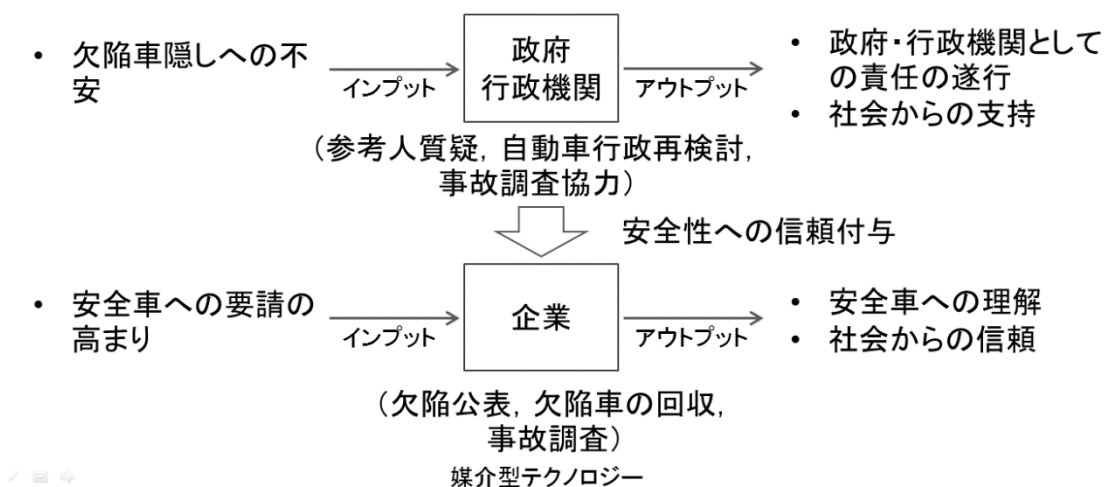 • 欠陥車隠しへの不
安
インプット
政府
行政機関
アウトプット
• 政府・行政機関として
の責任の遂行
• 社会からの支持
（参考人質疑，自動車行政再検討，
事故調査協力）
安全性への信頼付与
• 安全車への要請の
高まり
インプット
企業
アウトプット
• 安全車への理解
• 社会からの信頼
（欠陥公表，欠陥車の回収，
事故調査）
媒介型テクノロジー